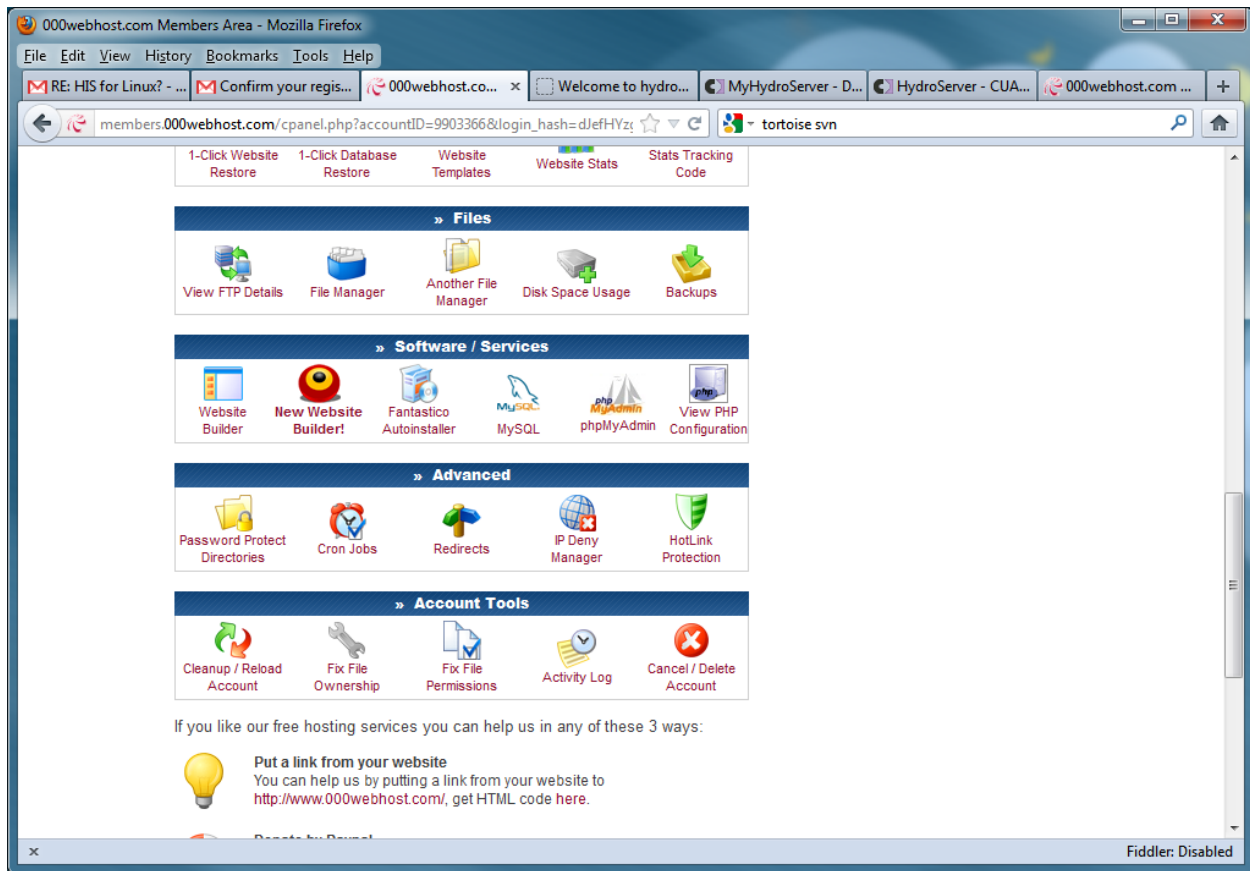 000webhost.com Members Area - Mozilla Firefox
File Edit View History Bookmarks Tools Help
RE: HIS for Linux? - ... Confirm your regis... 000webhost.co... × Welcome to hydro... MyHydroServer - D... HydroServer - CUA... 000webhost.com ... +
members.000webhost.com/cpanel.php?accountID=9903366&login_hash=dJefHYz tortoise svn
1-Click Website Restore
1-Click Database Restore
Website Templates
Website Stats
Stats Tracking Code
» Files
View FTP Details
File Manager
Another File Manager
Disk Space Usage
Backups
» Software / Services
Website Builder
New Website Builder!
Fantastico Autoinstaller
MySQL
MySQL
php MyAdmin
phpMyAdmin
php
View PHP Configuration
» Advanced
Password Protect Directories
Cron Jobs
Redirects
IP Deny Manager
HotLink Protection
» Account Tools
Cleanup / Reload Account
Fix File Ownership
Fix File Permissions
Activity Log
Cancel / Delete Account
If you like our free hosting services you can help us in any of these 3 ways:
Put a link from your website
You can help us by putting a link from your website to
http://www.000webhost.com/, get HTML code here.
× Fiddler: Disabled